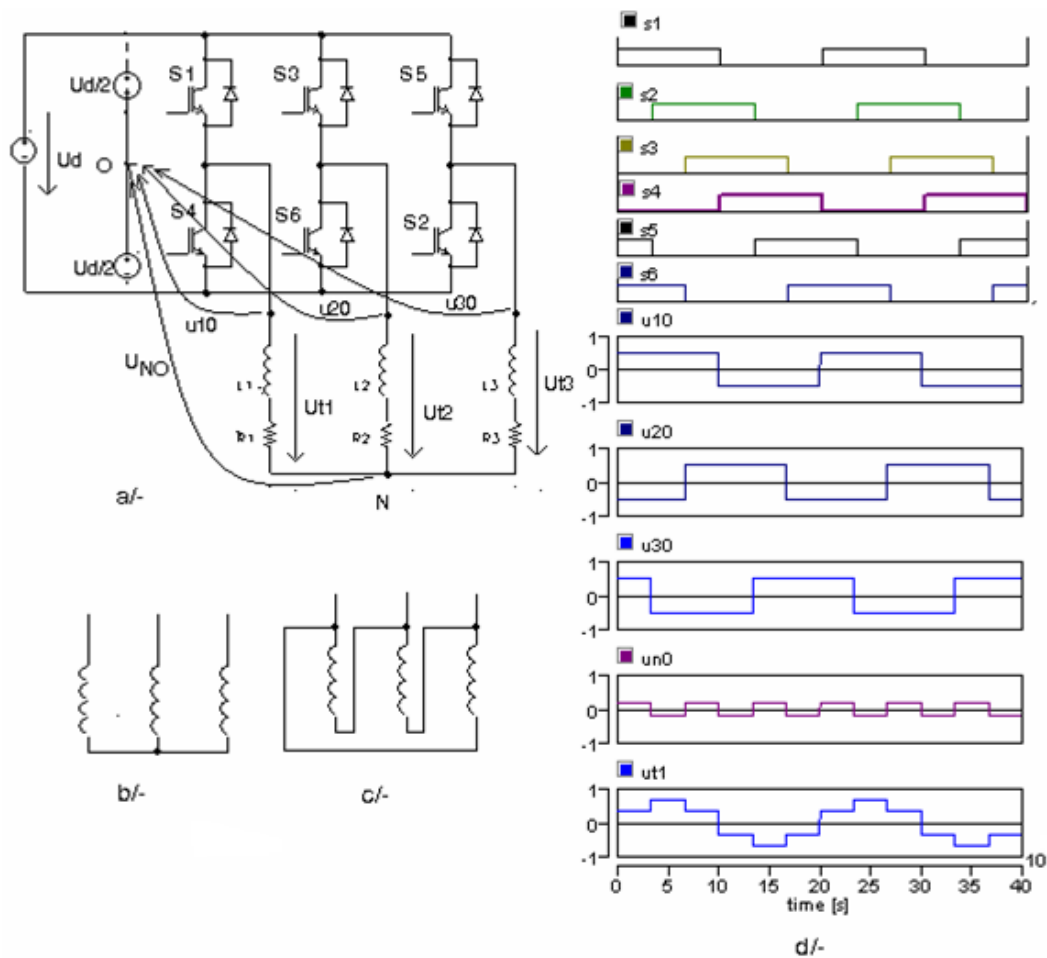 Ud/2
S1
S3
S5
Ud
O
S4
S6
S2
Ud/2
u10
u20
u30
UNO
L1
L2
L3
Ut1
Ut2
Ut3
R1
R2
R3
a/-
N
b/-
c/-
s1
s2
s3
s4
s5
s6
u10
1
0
-1
u20
1
0
-1
u30
1
0
-1
un0
1
0
-1
ut1
1
0
-1
10
0 5 10 15 20 25 30 35 40
time [s]
d/-